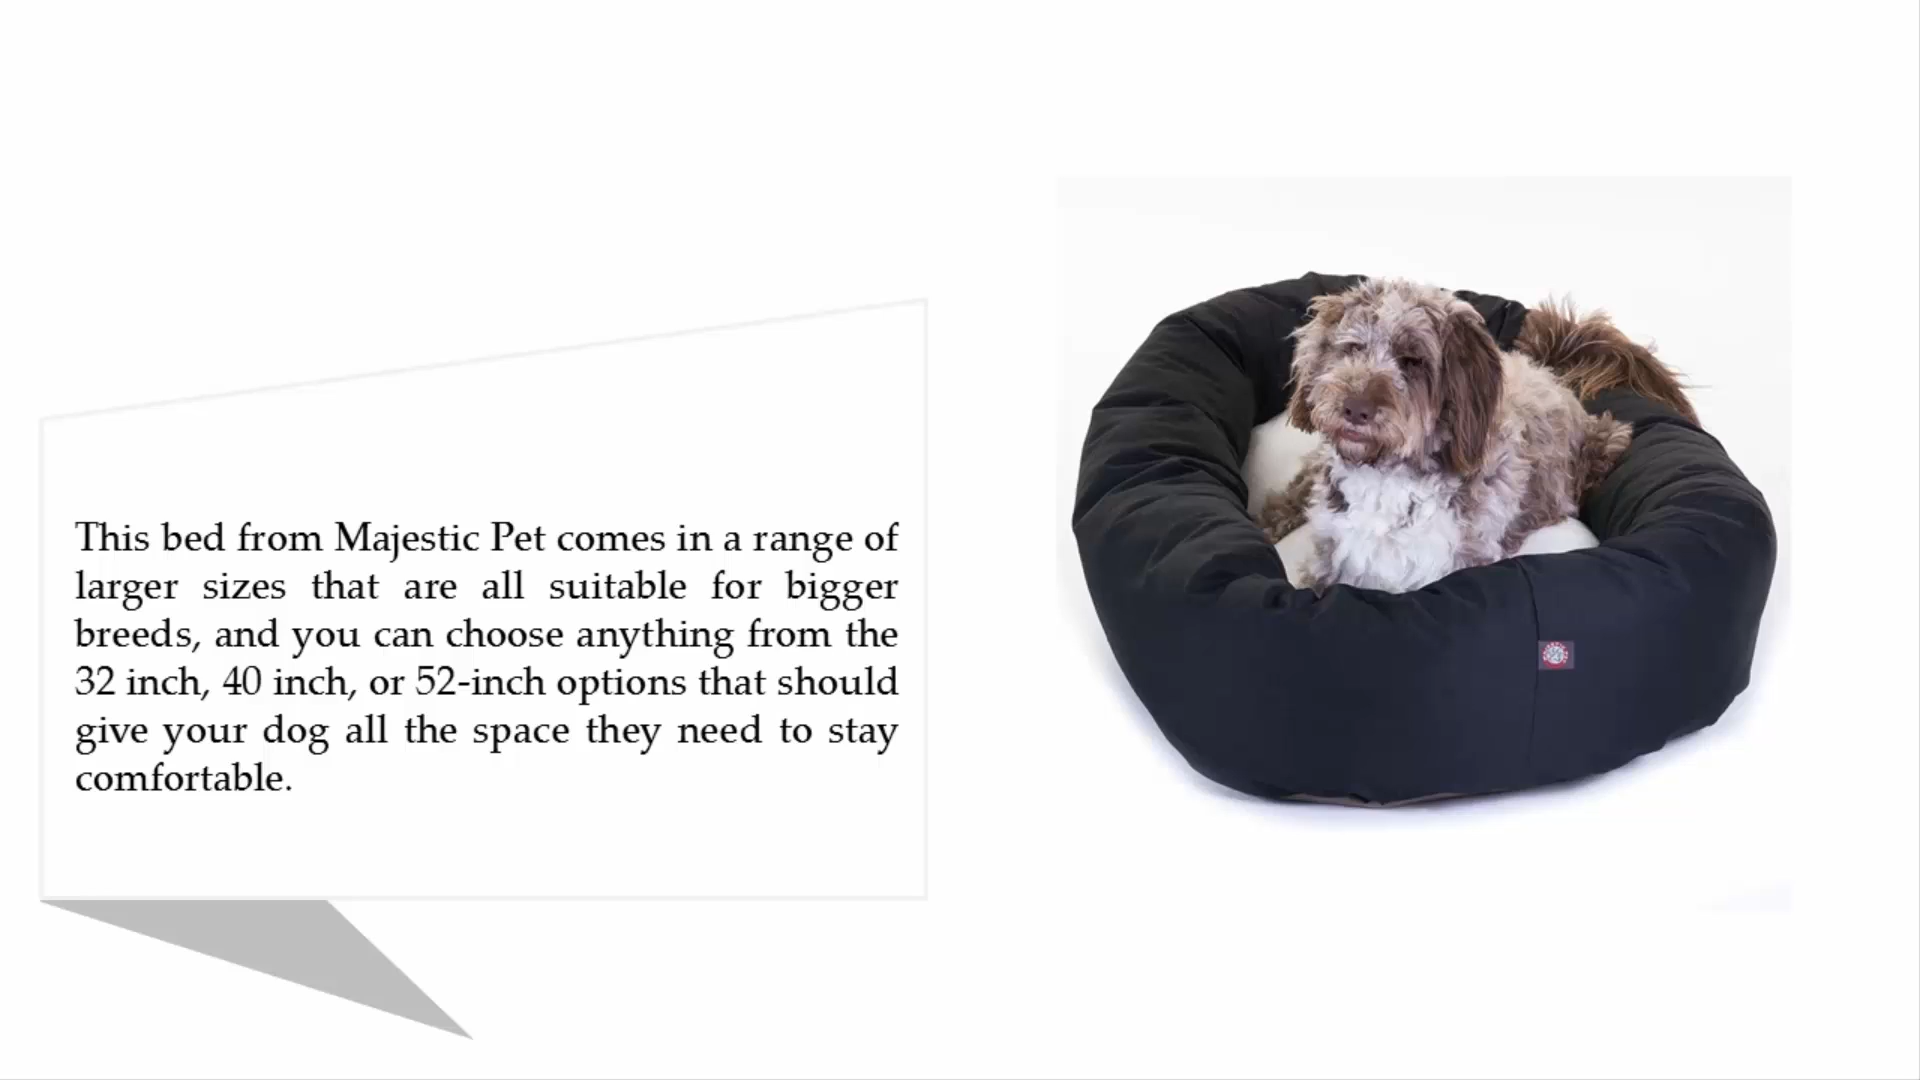 This bed from Majestic Pet comes in a range of
larger sizes that are all suitable for bigger
breeds, and you can choose anything from the
32 inch, 40 inch, or 52-inch options that should
give your dog all the space they need to stay
comfortable.